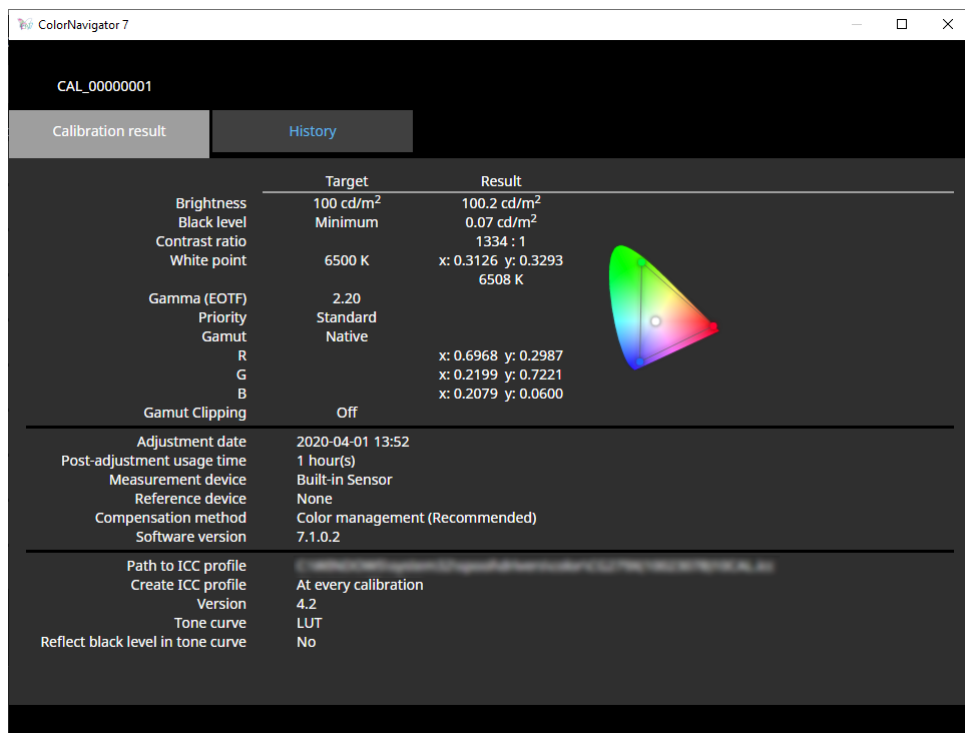 ColorNavigator 7
CAL_00000001
Calibration result History
Target Result
Brightness 100 cd/m² 100.2 cd/m²
Black level Minimum 0.07 cd/m²
Contrast ratio 1334 : 1
White point 6500 K x: 0.3126 y: 0.3293
6508 K
Gamma (EOTF) 2.20
Priority Standard
Gamut Native
R x: 0.6968 y: 0.2987
G x: 0.2199 y: 0.7221
B x: 0.2079 y: 0.0600
Gamut Clipping Off
Adjustment date 2020-04-01 13:52
Post-adjustment usage time 1 hour(s)
Measurement device Built-in Sensor
Reference device None
Compensation method Color management (Recommended)
Software version 7.1.0.2
Path to ICC profile
Create ICC profile At every calibration
Version 4.2
Tone curve LUT
Reflect black level in tone curve No